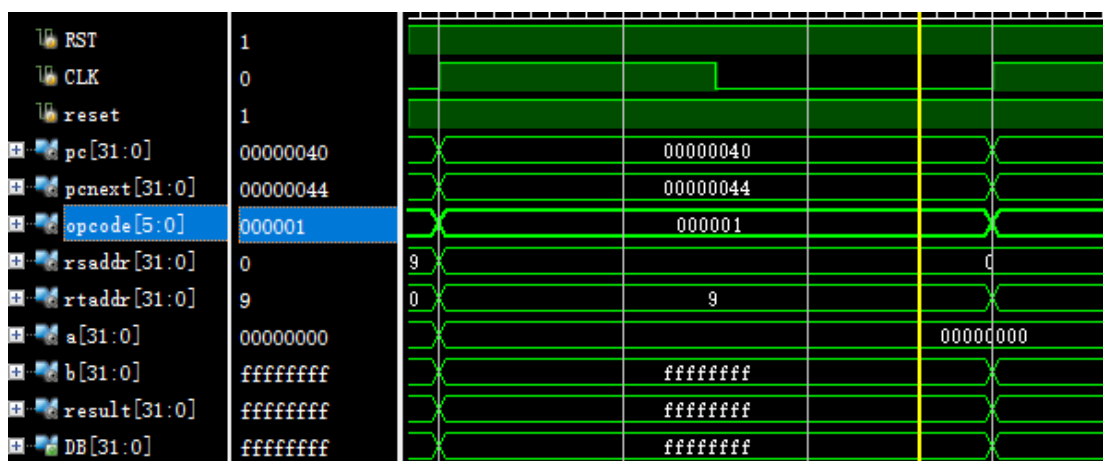 RST 1
CLK 0
reset 1
pc[31:0] 00000040 00000040
pcnext[31:0] 00000044 00000044
opcode[5:0] 000001 000001
rsaddr[31:0] 0 9 0
rtaddr[31:0] 9 0 9
a[31:0] 00000000 00000000
b[31:0] ffffffff ffffffff
result[31:0] ffffffff ffffffff
DB[31:0] ffffffff ffffffff